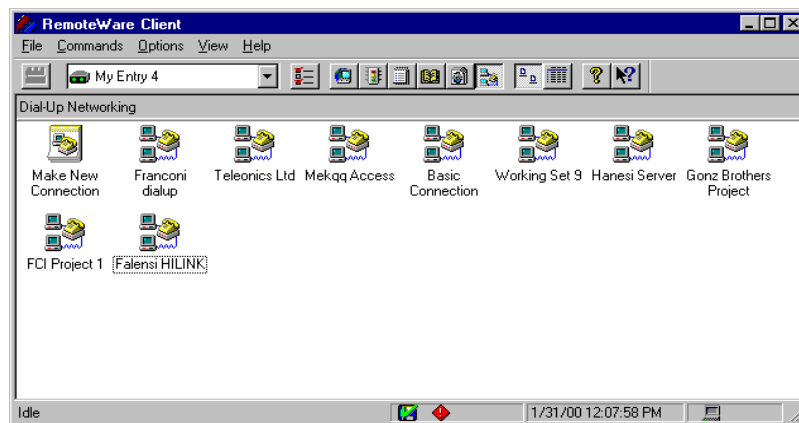 RemoteWare Client
File Commands Options View Help
My Entry 4
Dial-Up Networking
Make New Connection
Franconi dialup
Teleonics Ltd
Mekqq Access
Basic Connection
Working Set 9
Hanesi Server
Gonz Brothers Project
FCI Project 1
Falensi HILINK
Idle
1/31/00 12:07:58 PM